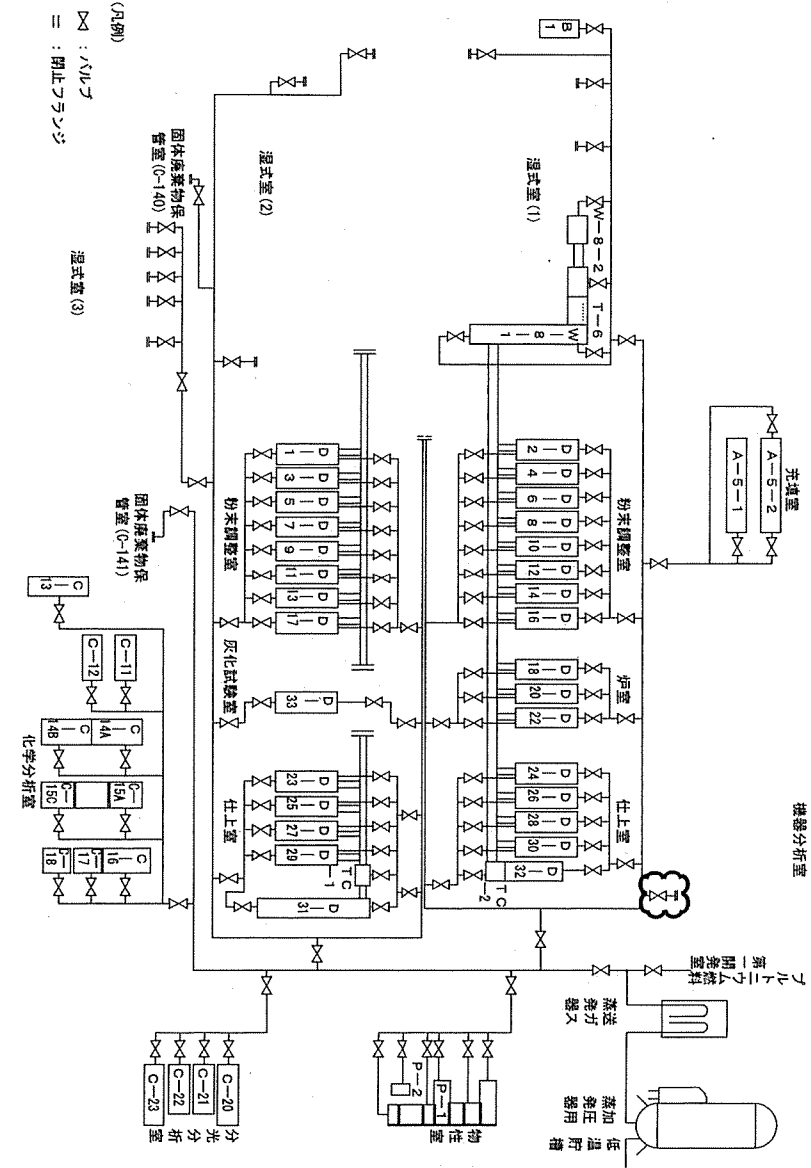 (凡例)
⋈ : バルブ
= : 閉止フランジ
B
1
湿式室(1)
W-8-2
T-6
W-8-1
湿式室(2)
固体廃棄物保
管室(C-140)
湿式室(3)
充填室
A-5-2
A-5-1
粉末調整室
D-2
D-4
D-6
D-8
D-10
D-12
D-14
D-16
炉室
D-18
D-20
D-22
仕上室
D-24
D-26
D-28
D-30
D-32
TC-2
機器分析室
粉末調整室
D-1
D-3
D-5
D-7
D-9
D-11
D-13
D-17
灰化試験室
D-33
仕上室
D-23
D-25
D-27
D-29
TC-1
D-31
固体廃棄物保
管室(C-141)
C-13
C-12
C-11
C-14A
14B
C-15A
C-15C
C-16
C-17
C-18
化学分析室
プルトニウム燃料
第一開発室
送ガス
蒸発器
加圧用
蒸発器
低温貯槽
物性室
P-1
P-2
分光分析室
C-20
C-21
C-22
C-23